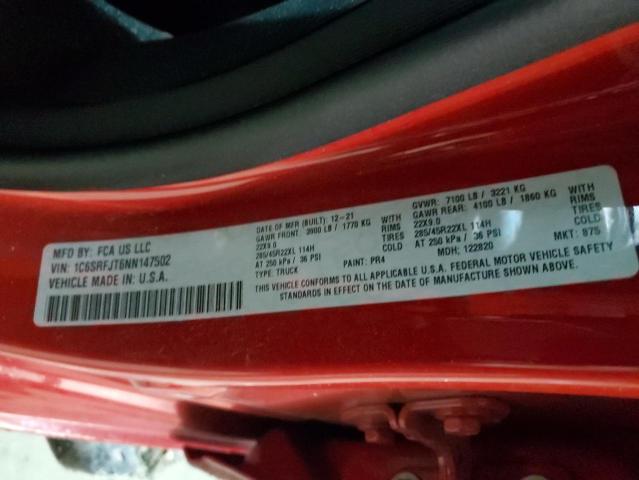 MFD BY: FCA US LLC
VIN: 1C6SRFJT6NN147502
VEHICLE MADE IN: U.S.A.
DATE OF MFR (BUILT): 12-21
GAWR FRONT: 3900 LB / 1770 KG
22X9.0 TIRES
285/45R22XL 114H RIMS
AT 250 kPa / 36 PSI COLD
TYPE: TRUCK PAINT: PR4
GVWR: 7100 LB / 3221 KG
GAWR REAR: 4100 LB / 1860 KG
22X9.0 TIRES
285/45R22XL 114H RIMS
AT 250 kPa / 36 PSI COLD
MDH: 122820 MKT: 875
THIS VEHICLE CONFORMS TO ALL APPLICABLE U.S.A. FEDERAL MOTOR VEHICLE SAFETY
STANDARDS IN EFFECT ON THE DATE OF MANUFACTURE SHOWN ABOVE.